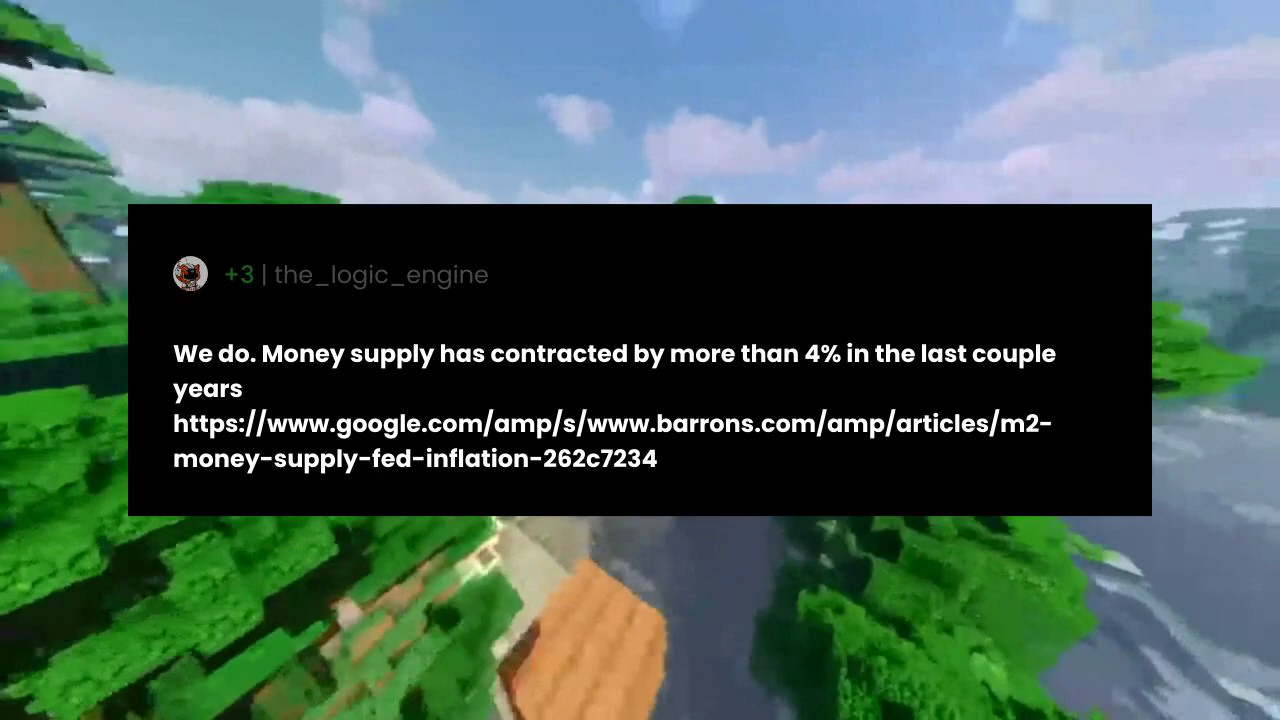 +3 | the_logic_engine
We do. Money supply has contracted by more than 4% in the last couple
years
https://www.google.com/amp/s/www.barrons.com/amp/articles/m2-
money-supply-fed-inflation-262c7234